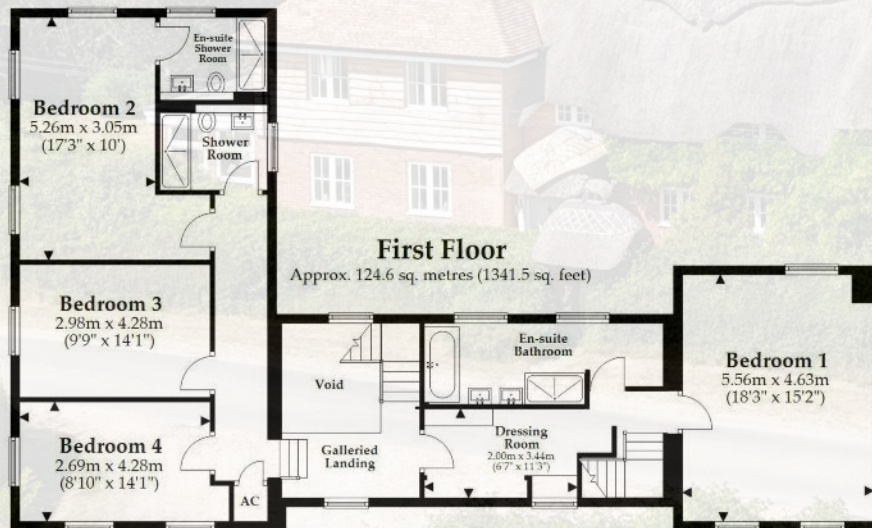 En-suite
Shower
Room
Bedroom 2
5.26m x 3.05m
(17'3" x 10')
Shower
Room
First Floor
Approx. 124.6 sq. metres (1341.5 sq. feet)
Bedroom 3
2.98m x 4.28m
(9'9" x 14'1")
En-suite
Bathroom
Void
Bedroom 1
5.56m x 4.63m
(18'3" x 15'2")
Bedroom 4
2.69m x 4.28m
(8'10" x 14'1")
Galleried
Landing
Dressing
Room
2.00m x 3.44m
(6'7" x 11'3")
AC